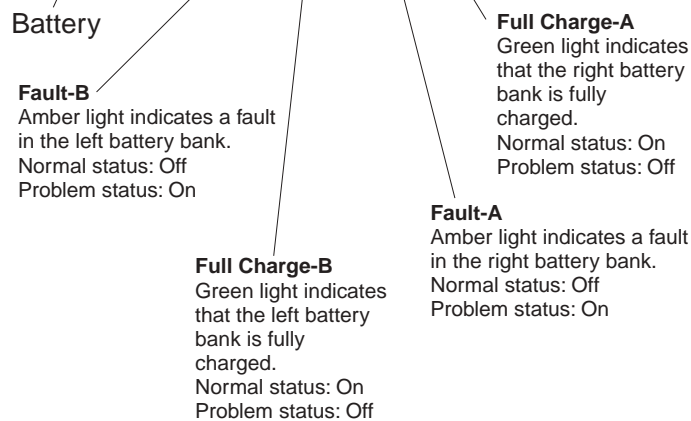 Battery
Fault-B
Amber light indicates a fault
in the left battery bank.
Normal status: Off
Problem status: On
Full Charge-B
Green light indicates
that the left battery
bank is fully
charged.
Normal status: On
Problem status: Off
Fault-A
Amber light indicates a fault
in the right battery bank.
Normal status: Off
Problem status: On
Full Charge-A
Green light indicates
that the right battery
bank is fully
charged.
Normal status: On
Problem status: Off